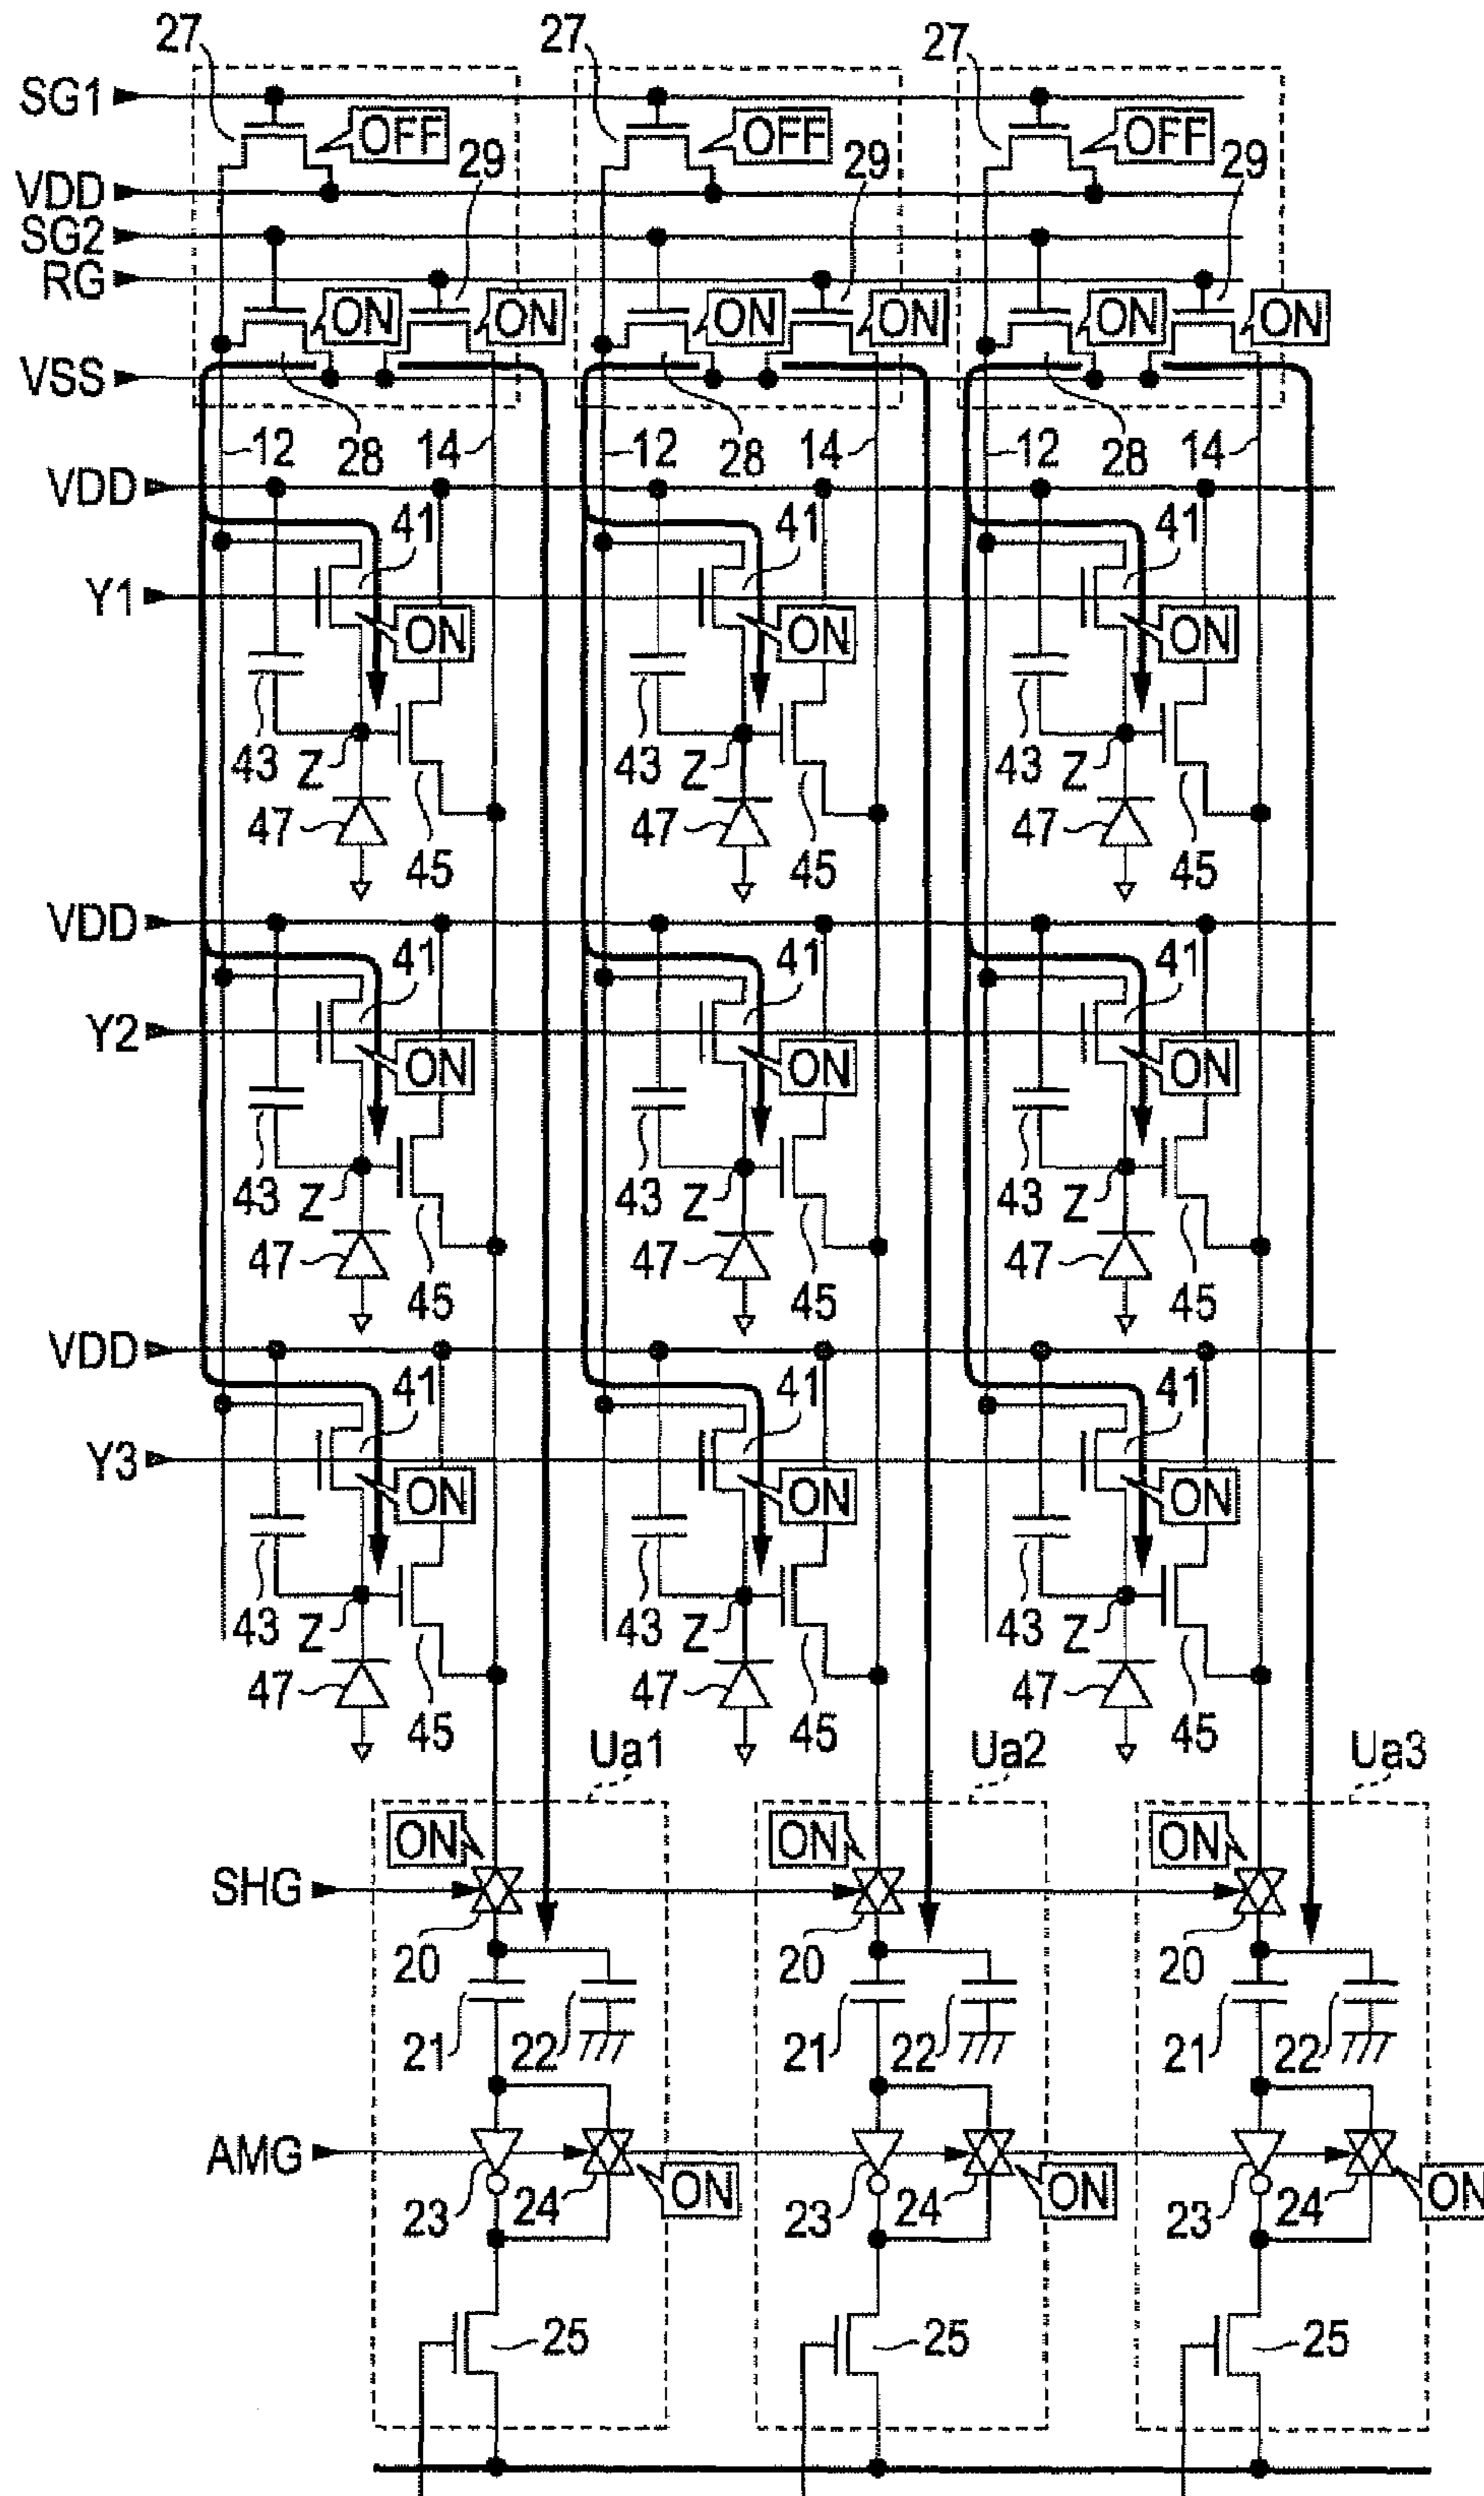 27 27 27
SG1
27 OFF 27 OFF 27 OFF
29 29 29
VDD
SG2
RG
ON ON ON ON ON ON
VSS
12 28 14 12 28 14 12 28 14
VDD
41 41 41
Y1
ON ON ON
43 Z 43 Z 43 Z
47 47 47
45 45 45
VDD
41 41 41
Y2
ON ON ON
43 Z 43 Z 43 Z
47 47 47
45 45 45
VDD
41 41 41
Y3
ON ON ON
43 Z 43 Z 43 Z
47 47 47
45 45 45
Ua1 Ua2 Ua3
ON ON ON
SHG
20 20 20
21 22 21 22 21 22
AMG
23 24 ON 23 24 ON 23 24 ON
25 25 25